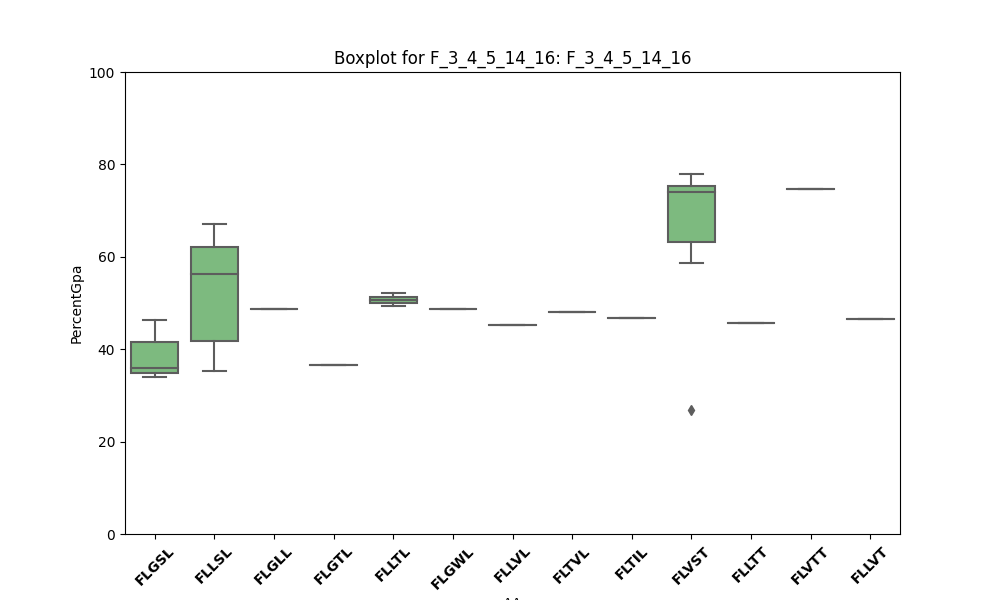 Boxplot for F_3_4_5_14_16: F_3_4_5_14_16
100
80
60
40
20
0
PercentGpa
FLGSL
FLLSL
FLGLL
FLGTL
FLLTL
FLGWL
FLLVL
FLTVL
FLTIL
FLVST
FLLTT
FLVTT
FLLVT